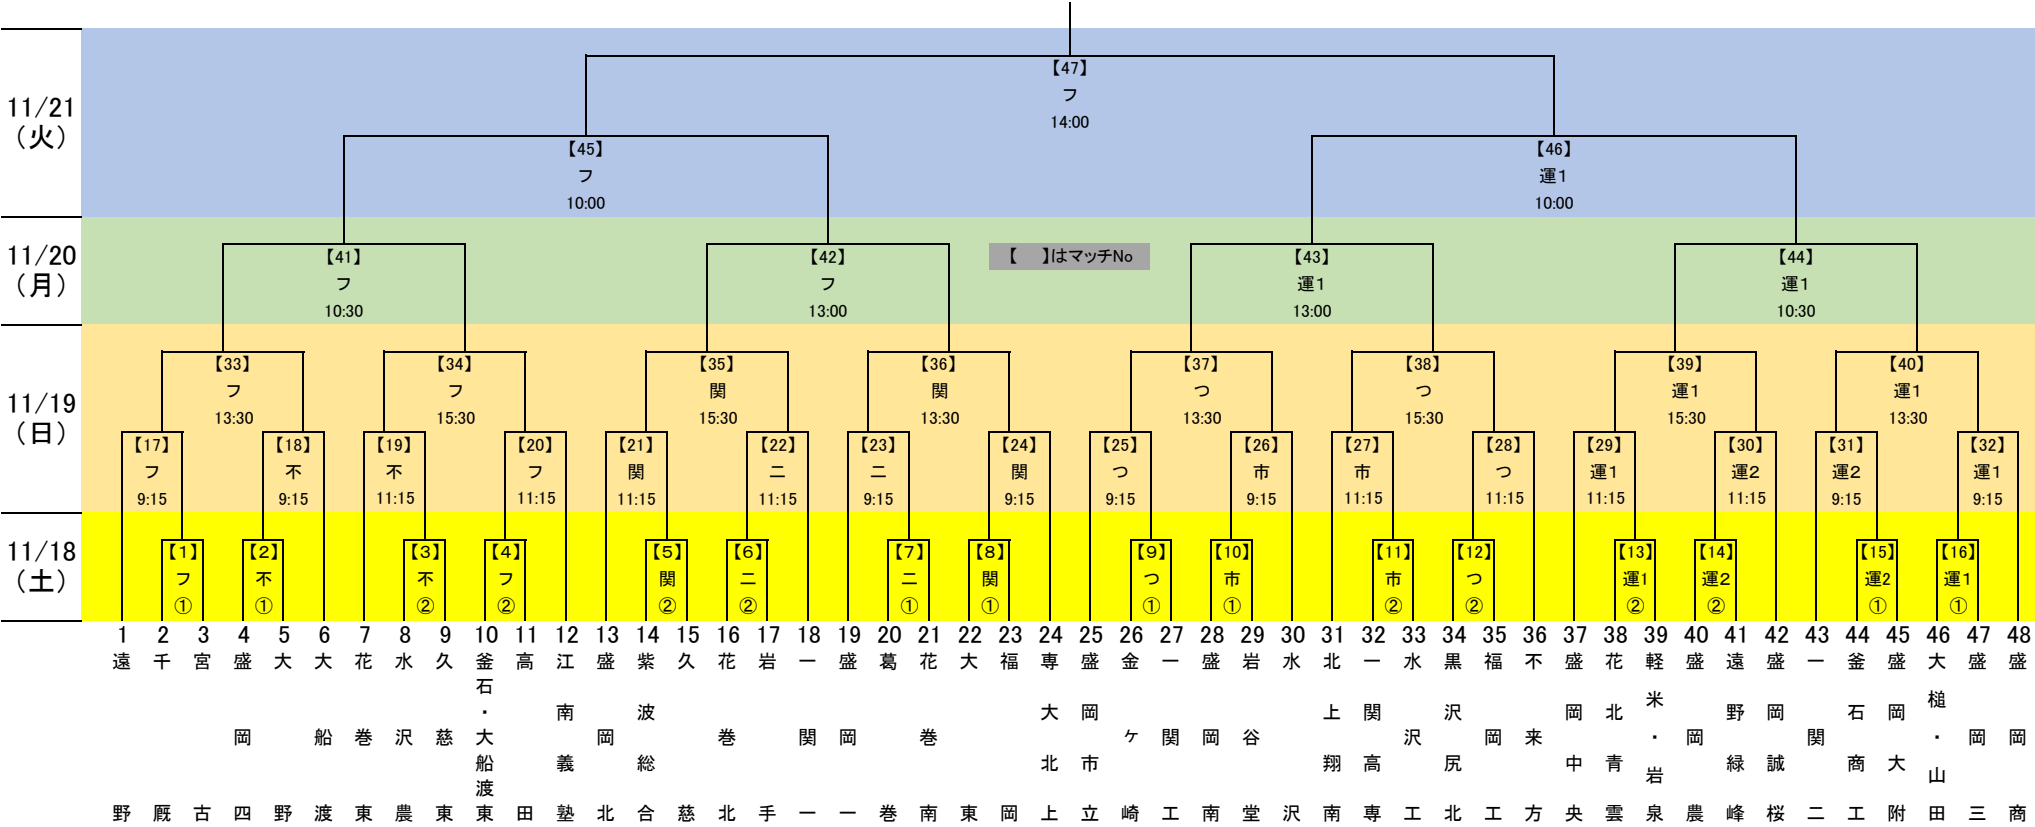 11/21
(火)
【47】
フ
14:00
【45】 【46】
フ 運1
10:00 10:00
11/20
(月)
【41】 【42】 【　】はマッチNo 【43】 【44】
フ フ 運1 運1
10:30 13:00 13:00 10:30
11/19
(日)
【33】 【34】 【35】 【36】 【37】 【38】 【39】 【40】
フ フ 関 関 つ つ 運1 運1
13:30 15:30 15:30 13:30 13:30 15:30 15:30 13:30
【17】 【18】 【19】 【20】 【21】 【22】 【23】 【24】 【25】 【26】 【27】 【28】 【29】 【30】 【31】 【32】
フ 不 不 フ 関 二 二 関 つ 市 市 つ 運1 運2 運2 運1
9:15 9:15 11:15 11:15 11:15 11:15 9:15 9:15 9:15 9:15 11:15 11:15 11:15 11:15 9:15 9:15
11/18
(土)
【1】 【2】 【3】 【4】 【5】 【6】 【7】 【8】 【9】 【10】 【11】 【12】 【13】 【14】 【15】 【16】
フ 不 不 フ 関 二 二 関 つ 市 市 つ 運1 運2 運2 運1
① ① ② ② ② ② ① ① ① ① ② ② ② ② ① ①
1 遠野
2 千厩
3 宮古
4 盛岡四
5 大野
6 大船渡
7 花巻東
8 水沢農
9 久慈東
10 釜石・大船渡東
11 高田
12 江南義塾
13 盛岡北
14 紫波総合
15 久慈
16 花巻北
17 岩手
18 一関一
19 盛岡一
20 葛巻
21 花巻南
22 大東
23 福岡
24 専大北上
25 盛岡市立
26 金ケ崎
27 一関工
28 盛岡南
29 岩谷堂
30 水沢
31 北上翔南
32 一関高専
33 水沢工
34 黒沢尻北
35 福岡工
36 不来方
37 盛岡中央
38 花北青雲
39 軽米・岩泉
40 盛岡農
41 遠野緑峰
42 盛岡誠桜
43 一関二
44 釜石商工
45 盛岡大附
46 大槌・山田
47 盛岡三
48 盛岡商